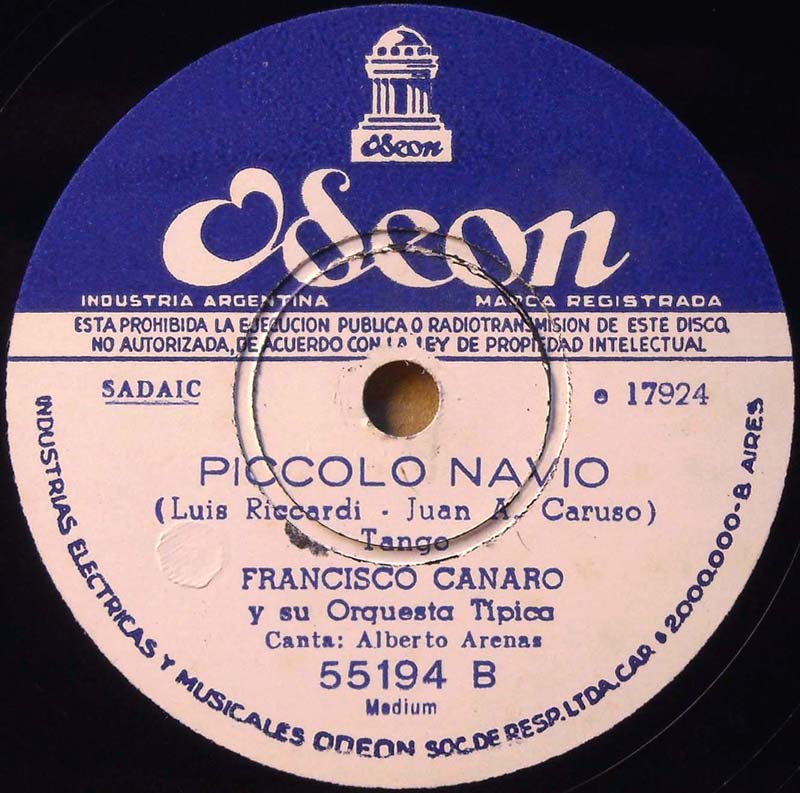 Odeon
Odeon
INDUSTRIA ARGENTINA MARCA REGISTRADA
ESTA PROHIBIDA LA EJECUCION PUBLICA O RADIOTRANSMISION DE ESTE DISCO,
NO AUTORIZADA, DE ACUERDO CON LA LEY DE PROPIEDAD INTELECTUAL
SADAIC e 17924
PICCOLO NAVIO
(Luis Riccardi - Juan A. Caruso)
Tango
FRANCISCO CANARO
y su Orquesta Típica
Canta: Alberto Arenas
55194 B
Medium
INDUSTRIAS ELECTRICAS Y MUSICALES ODEON SOC. DE RESP. LTDA. CAP. $ 2.000.000-B AIRES